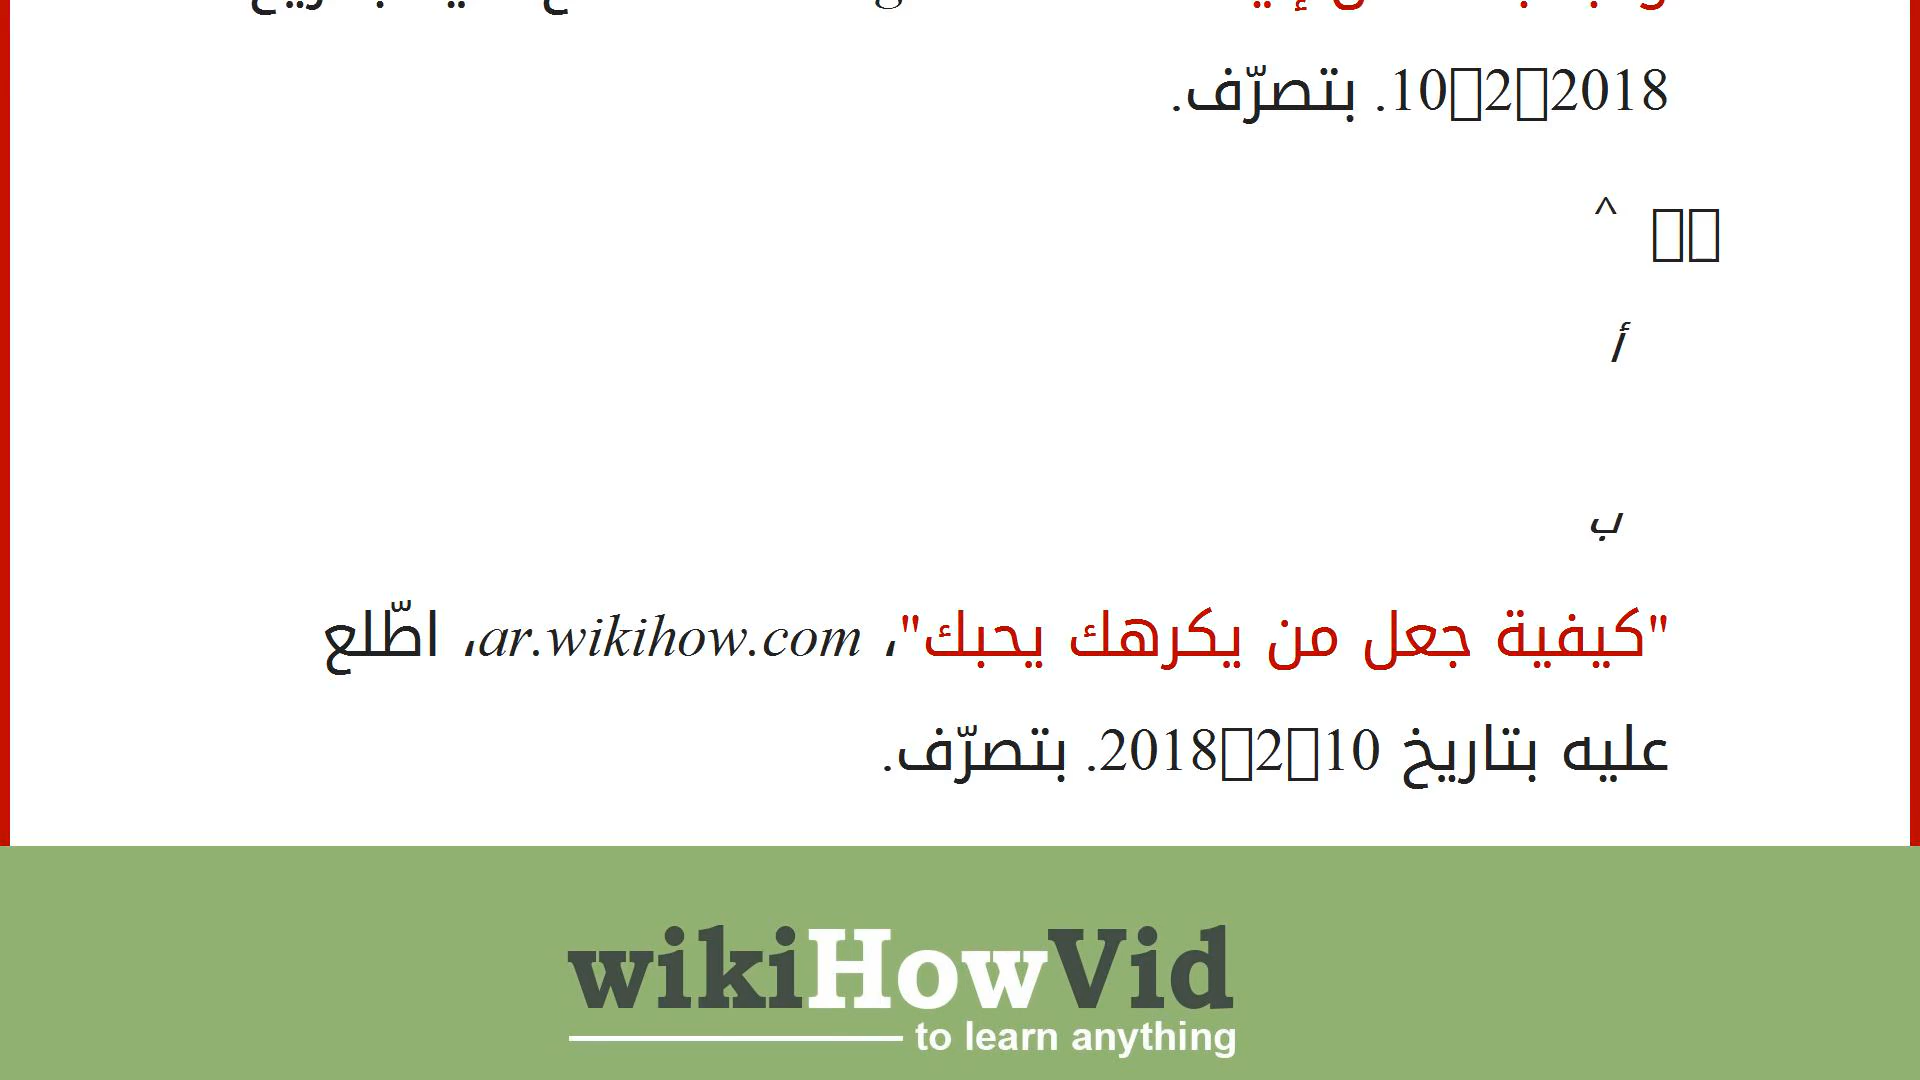 2018▯2▯10. بتصرّف.
▯▯ ^
أ
ب
"كيفية جعل من يكرهك يحبك"، ar.wikihow.com، اطّلع
عليه بتاريخ 10▯2▯2018. بتصرّف.
wikiHowVid
to learn anything